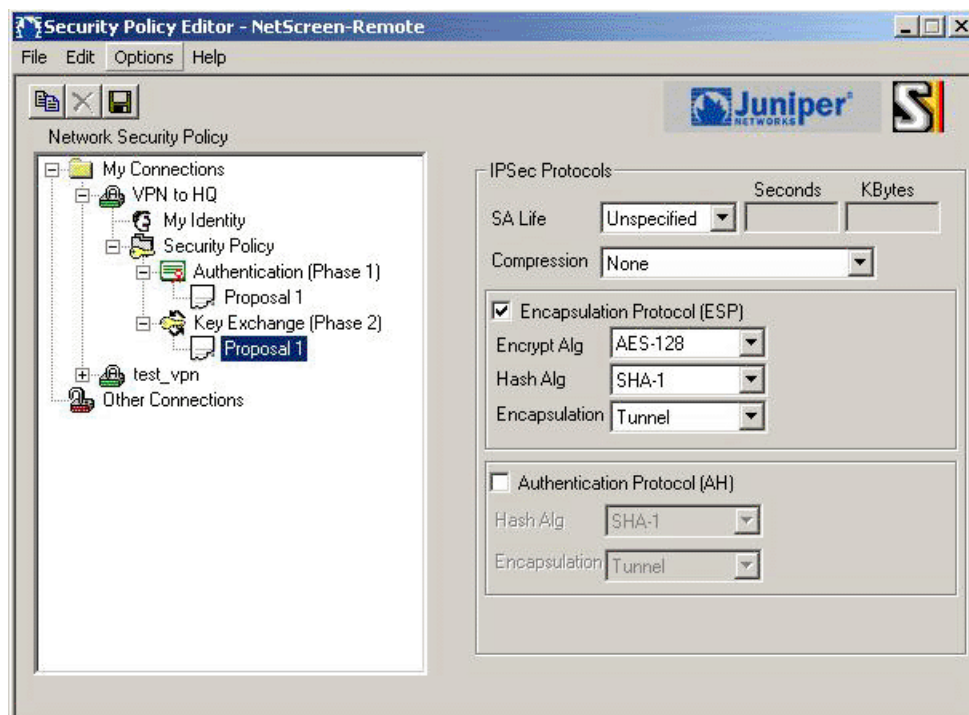 Security Policy Editor - NetScreen-Remote
File Edit Options Help
Juniper®
NETWORKS
S
Network Security Policy
My Connections
VPN to HQ
My Identity
Security Policy
Authentication (Phase 1)
Proposal 1
Key Exchange (Phase 2)
Proposal 1
test_vpn
Other Connections
IPSec Protocols
Seconds KBytes
SA Life Unspecified
Compression None
Encapsulation Protocol (ESP)
Encrypt Alg AES-128
Hash Alg SHA-1
Encapsulation Tunnel
Authentication Protocol (AH)
Hash Alg SHA-1
Encapsulation Tunnel